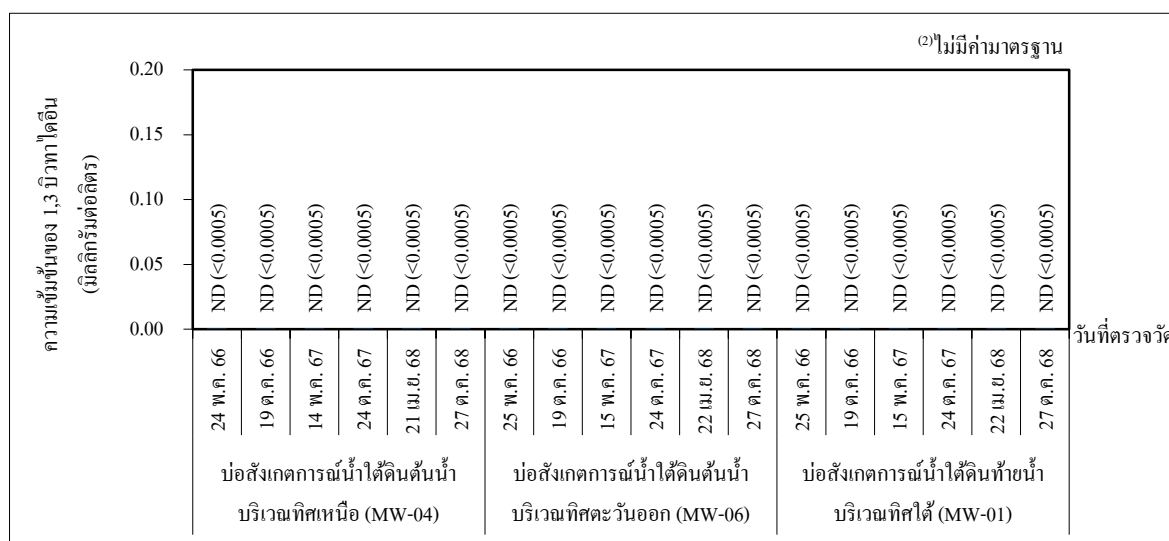 ⁽²⁾ไม่มีค่ามาตรฐาน
ความเข้มข้นของ 1,3 บิวทาไดอีน
(มิลลิกรัมต่อลิตร)
0.20
0.15
0.10
0.05
0.00
ND (<0.0005) ND (<0.0005) ND (<0.0005) ND (<0.0005) ND (<0.0005) ND (<0.0005) ND (<0.0005) ND (<0.0005) ND (<0.0005) ND (<0.0005) ND (<0.0005) ND (<0.0005) ND (<0.0005) ND (<0.0005) ND (<0.0005) ND (<0.0005) ND (<0.0005) ND (<0.0005)
วันที่ตรวจวัด
24 พ.ค. 66 19 ต.ค. 66 14 พ.ค. 67 24 ต.ค. 67 21 เม.ย. 68 27 ต.ค. 68 25 พ.ค. 66 19 ต.ค. 66 15 พ.ค. 67 24 ต.ค. 67 22 เม.ย. 68 27 ต.ค. 68 25 พ.ค. 66 19 ต.ค. 66 15 พ.ค. 67 24 ต.ค. 67 22 เม.ย. 68 27 ต.ค. 68
บ่อสังเกตการณ์น้ำใต้ดินต้นน้ำ
บริเวณทิศเหนือ (MW-04)
บ่อสังเกตการณ์น้ำใต้ดินต้นน้ำ
บริเวณทิศตะวันออก (MW-06)
บ่อสังเกตการณ์น้ำใต้ดินท้ายน้ำ
บริเวณทิศใต้ (MW-01)